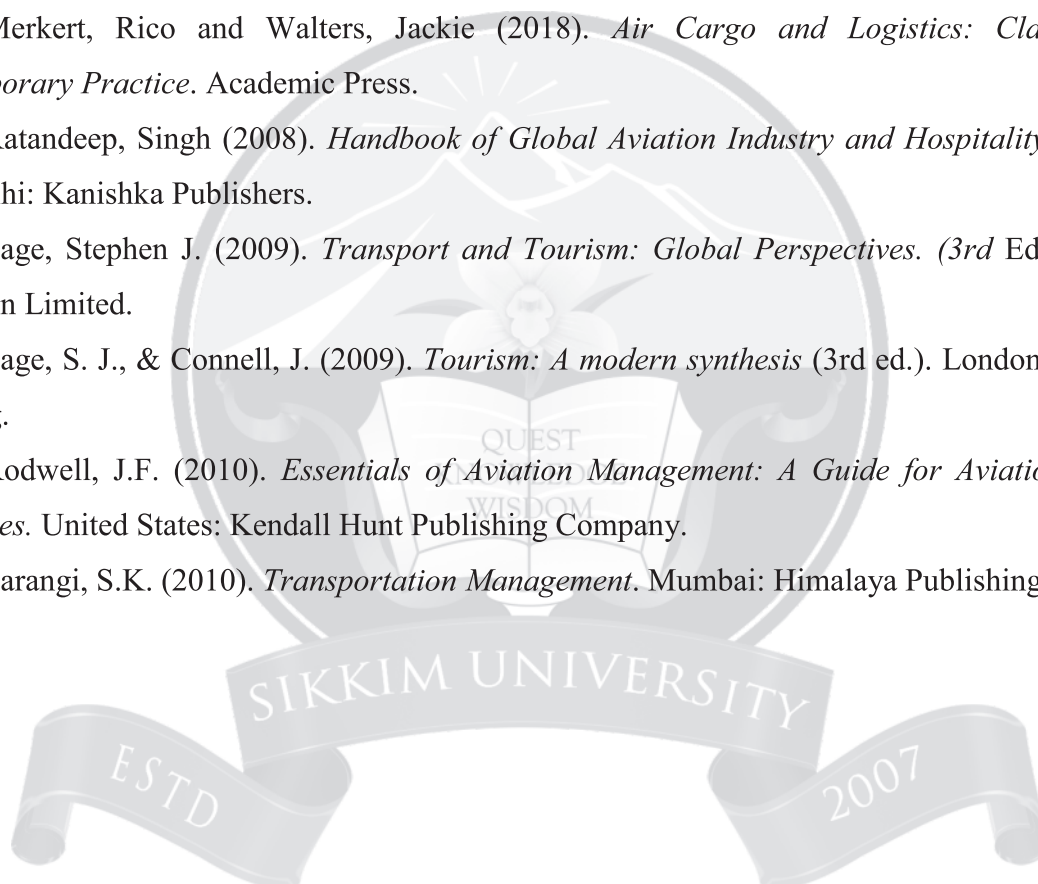 Merkert, Rico and Walters, Jackie (2018). Air Cargo and Logistics: Cla
porary Practice. Academic Press.
Ratandeep, Singh (2008). Handbook of Global Aviation Industry and Hospitality
hi: Kanishka Publishers.
age, Stephen J. (2009). Transport and Tourism: Global Perspectives. (3rd Ed
n Limited.
age, S. J., & Connell, J. (2009). Tourism: A modern synthesis (3rd ed.). London
g.
Rodwell, J.F. (2010). Essentials of Aviation Management: A Guide for Aviatio
es. United States: Kendall Hunt Publishing Company.
arangi, S.K. (2010). Transportation Management. Mumbai: Himalaya Publishing
QUEST
KNOWLEDGE
WISDOM
SIKKIM UNIVERSITY
ESTD
2007